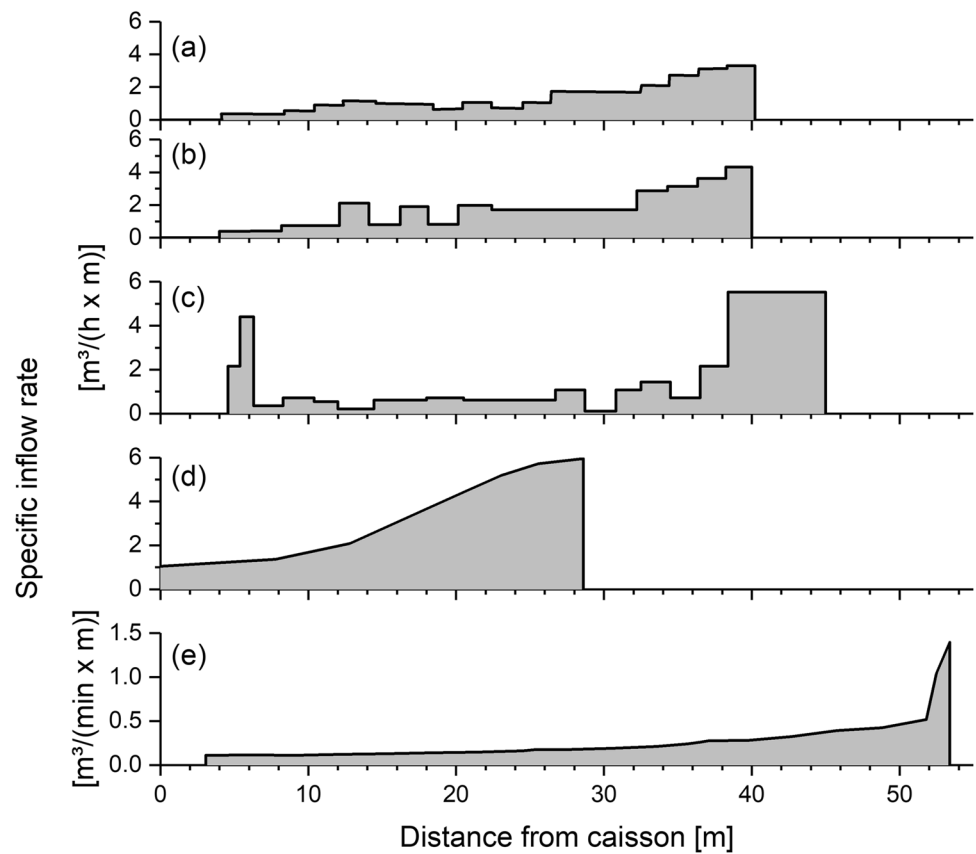 6
4
2
0
(a)
6
4
2
0
(b)
6
4
2
0
(c)
6
4
2
0
(d)
1.5
1.0
0.5
0.0
(e)
0 10 20 30 40 50
Distance from caisson [m]
Specific inflow rate
[m³/(min x m)]
[m³/(h x m)]